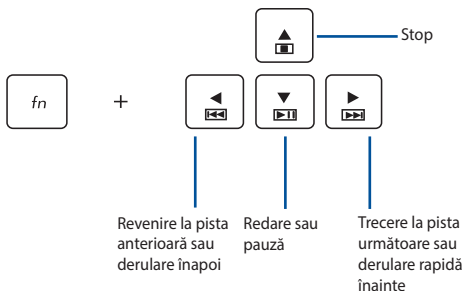 Stop
fn +
Revenire la pista
anterioară sau
derulare înapoi
Redare sau
pauză
Trecere la pista
următoare sau
derulare rapidă
înainte